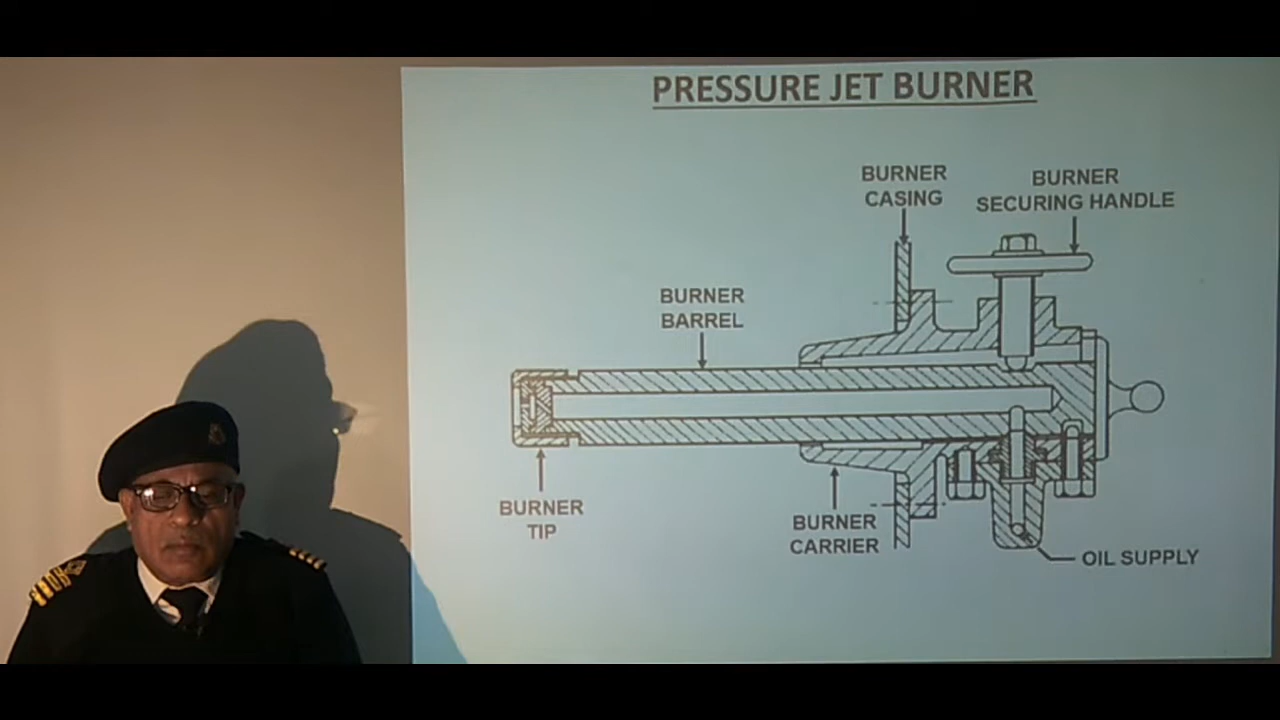 PRESSURE JET BURNER
BURNER
CASING
BURNER
SECURING HANDLE
BURNER
BARREL
BURNER
TIP
BURNER
CARRIER
OIL SUPPLY